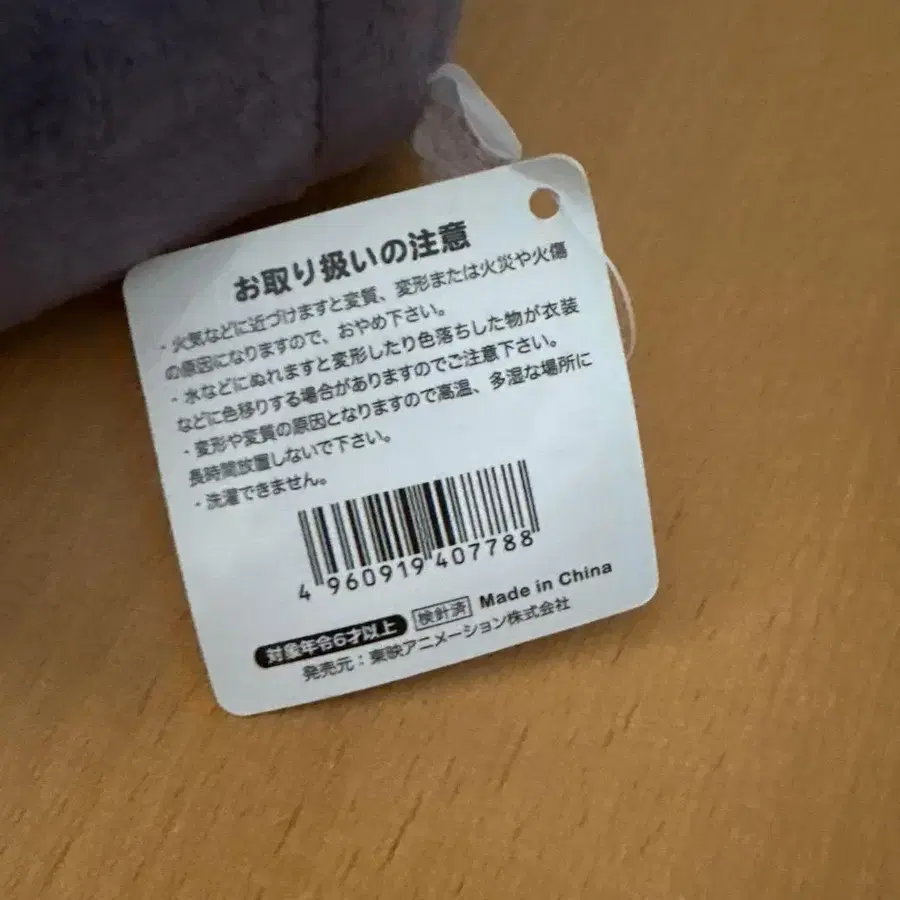 お取り扱いの注意
・火気などに近づけますと変質、変形または火災や火傷
の原因になりますので、おやめ下さい。
・水などにぬれますと変形したり色落ちした物が衣装
などに色移りする場合がありますのでご注意下さい。
・変形や変質の原因となりますので高温、多湿な場所に
長時間放置しないで下さい。
・洗濯できません。
4 960919 407788
対象年令6才以上 検針済 Made in China
発売元：東映アニメーション株式会社